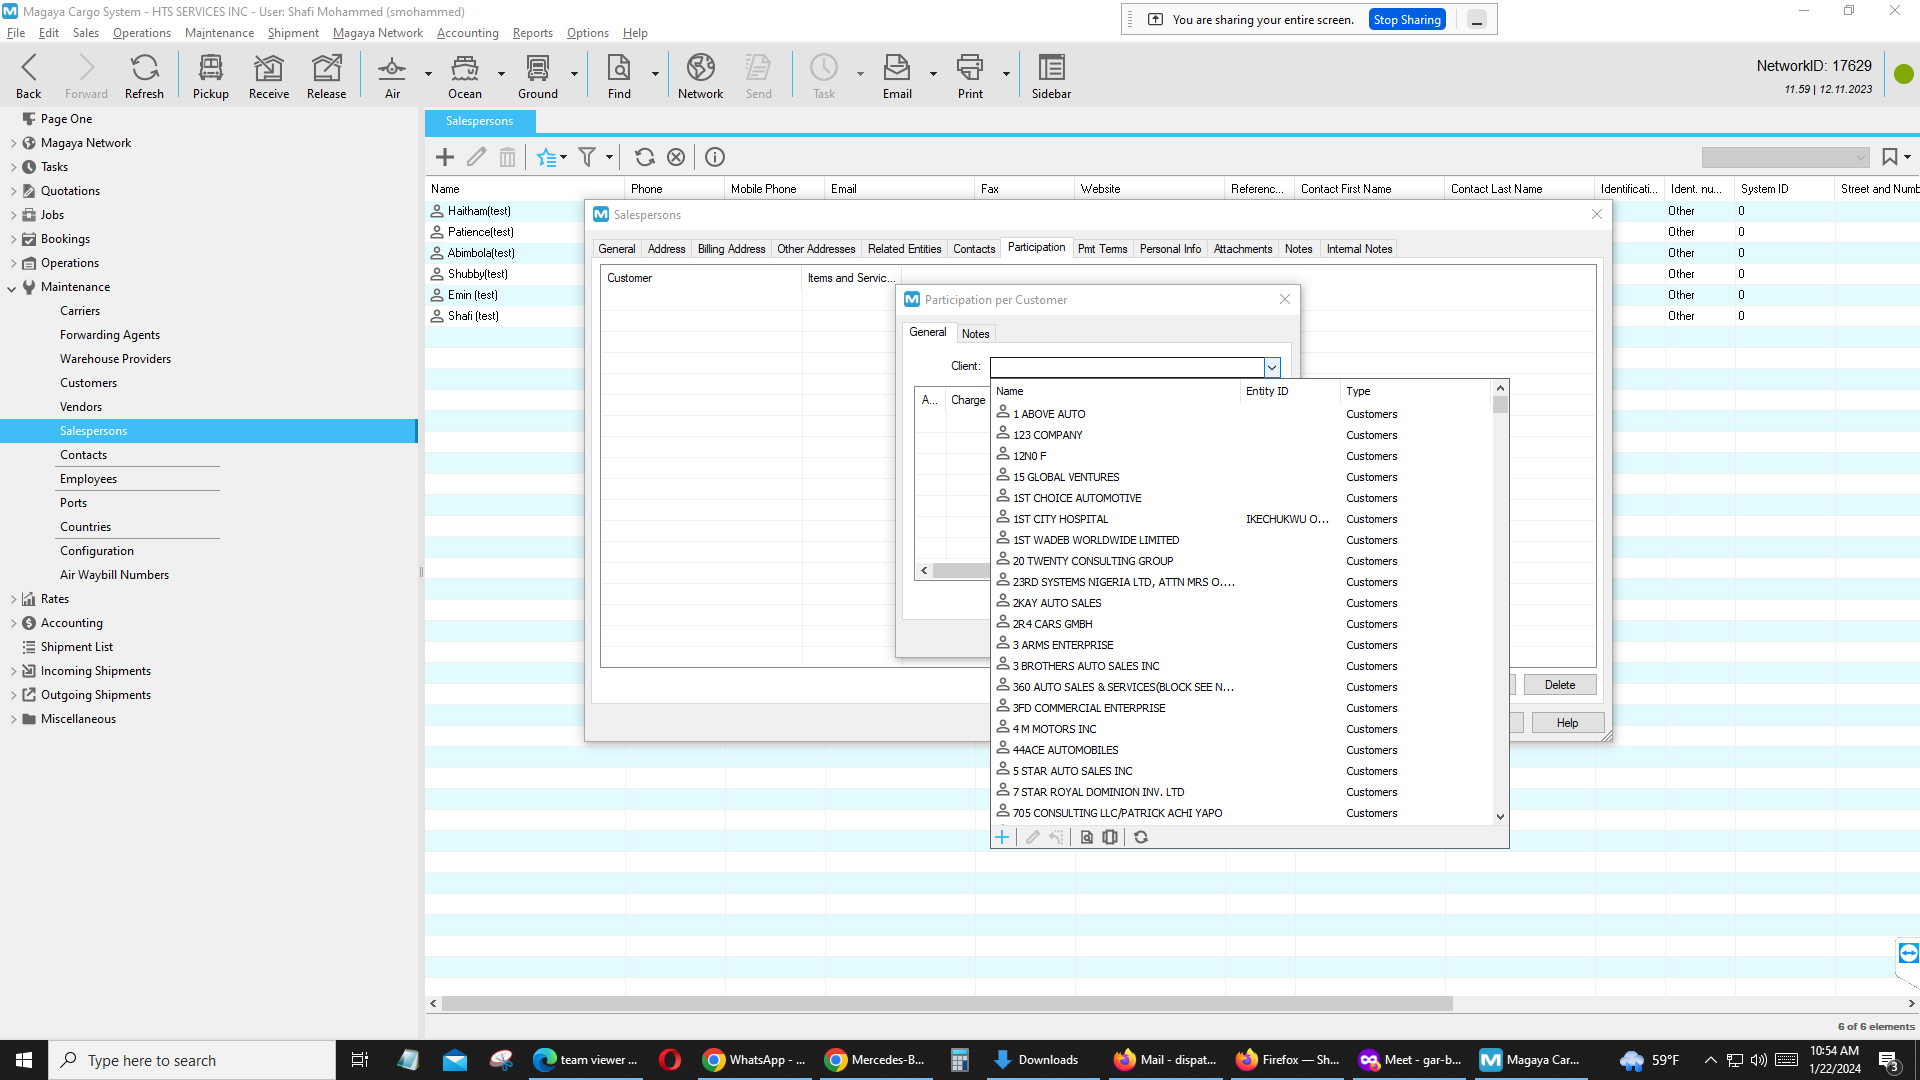 Magaya Cargo System - HTS SERVICES INC - User: Shafi Mohammed (smohammed)
You are sharing your entire screen. Stop Sharing
File Edit Sales Operations Maintenance Shipment Magaya Network Accounting Reports Options Help
Back Forward Refresh Pickup Receive Release Air Ocean Ground Find Network Send Task Email Print Sidebar
NetworkID: 17629
11.59 | 12.11.2023
Page One
Magaya Network
Tasks
Quotations
Jobs
Bookings
Operations
Maintenance
Carriers
Forwarding Agents
Warehouse Providers
Customers
Vendors
Salespersons
Contacts
Employees
Ports
Countries
Configuration
Air Waybill Numbers
Rates
Accounting
Shipment List
Incoming Shipments
Outgoing Shipments
Miscellaneous
Salespersons
Name Phone Mobile Phone Email Fax Website Referenc... Contact First Name Contact Last Name Identificati... Ident. nu... System ID Street and Numb
Haitham(test) Other 0
Patience(test) Other 0
Abimbola(test) Other 0
Shubby(test) Other 0
Emin (test) Other 0
Shafi (test) Other 0
Salespersons
General Address Billing Address Other Addresses Related Entities Contacts Participation Pmt Terms Personal Info Attachments Notes Internal Notes
Customer Items and Servic...
Delete
Help
Participation per Customer
General Notes
Client:
A... Charge
Name Entity ID Type
1 ABOVE AUTO Customers
123 COMPANY Customers
12N0 F Customers
15 GLOBAL VENTURES Customers
1ST CHOICE AUTOMOTIVE Customers
1ST CITY HOSPITAL IKECHUKWU O... Customers
1ST WADEB WORLDWIDE LIMITED Customers
20 TWENTY CONSULTING GROUP Customers
23RD SYSTEMS NIGERIA LTD, ATTN MRS O.... Customers
2KAY AUTO SALES Customers
2R4 CARS GMBH Customers
3 ARMS ENTERPRISE Customers
3 BROTHERS AUTO SALES INC Customers
360 AUTO SALES & SERVICES(BLOCK SEE N... Customers
3FD COMMERCIAL ENTERPRISE Customers
4 M MOTORS INC Customers
44ACE AUTOMOBILES Customers
5 STAR AUTO SALES INC Customers
7 STAR ROYAL DOMINION INV. LTD Customers
705 CONSULTING LLC/PATRICK ACHI YAPO Customers
6 of 6 elements
Type here to search
team viewer ... WhatsApp - ... Mercedes-B... Downloads Mail - dispat... Firefox — Sh... Meet - gar-b... Magaya Car...
59°F
10:54 AM
1/22/2024
3